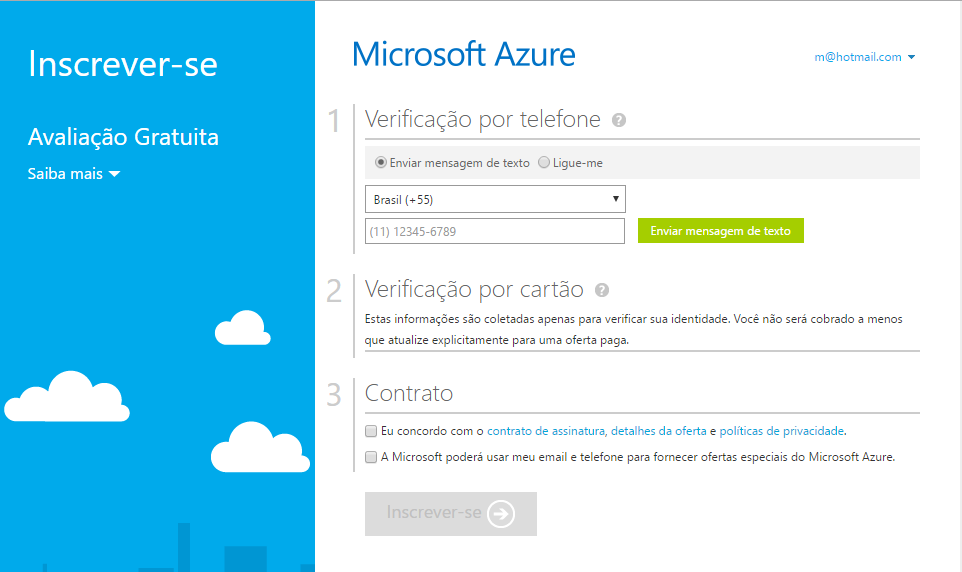 Inscrever-se
Avaliação Gratuita
Saiba mais
Microsoft Azure
m@hotmail.com
1
Verificação por telefone ?
Enviar mensagem de texto Ligue-me
Brasil (+55)
(11) 12345-6789
Enviar mensagem de texto
2
Verificação por cartão ?
Estas informações são coletadas apenas para verificar sua identidade. Você não será cobrado a menos
que atualize explicitamente para uma oferta paga.
3
Contrato
Eu concordo com o contrato de assinatura, detalhes da oferta e políticas de privacidade.
A Microsoft poderá usar meu email e telefone para fornecer ofertas especiais do Microsoft Azure.
Inscrever-se